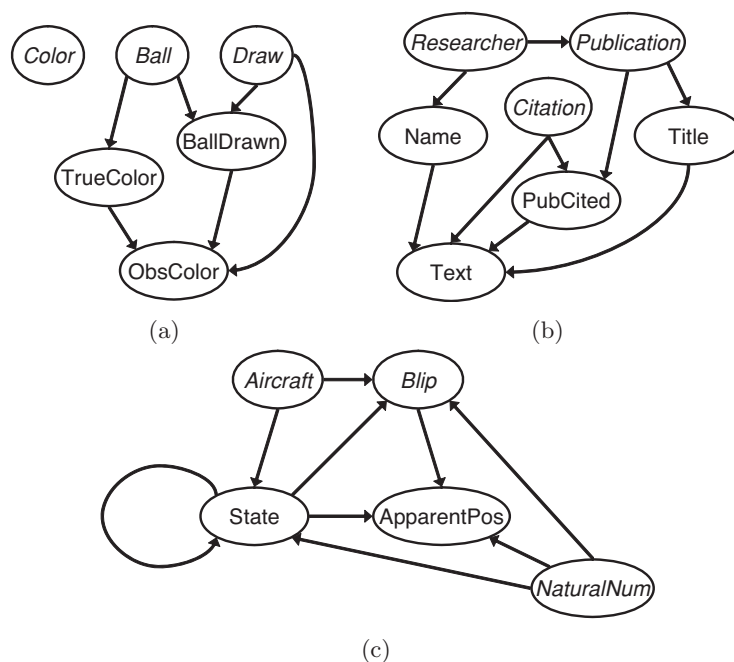 Color Ball Draw
BallDrawn
TrueColor
ObsColor
(a)
Researcher Publication
Citation
Name Title
PubCited
Text
(b)
Aircraft Blip
State ApparentPos
NaturalNum
(c)